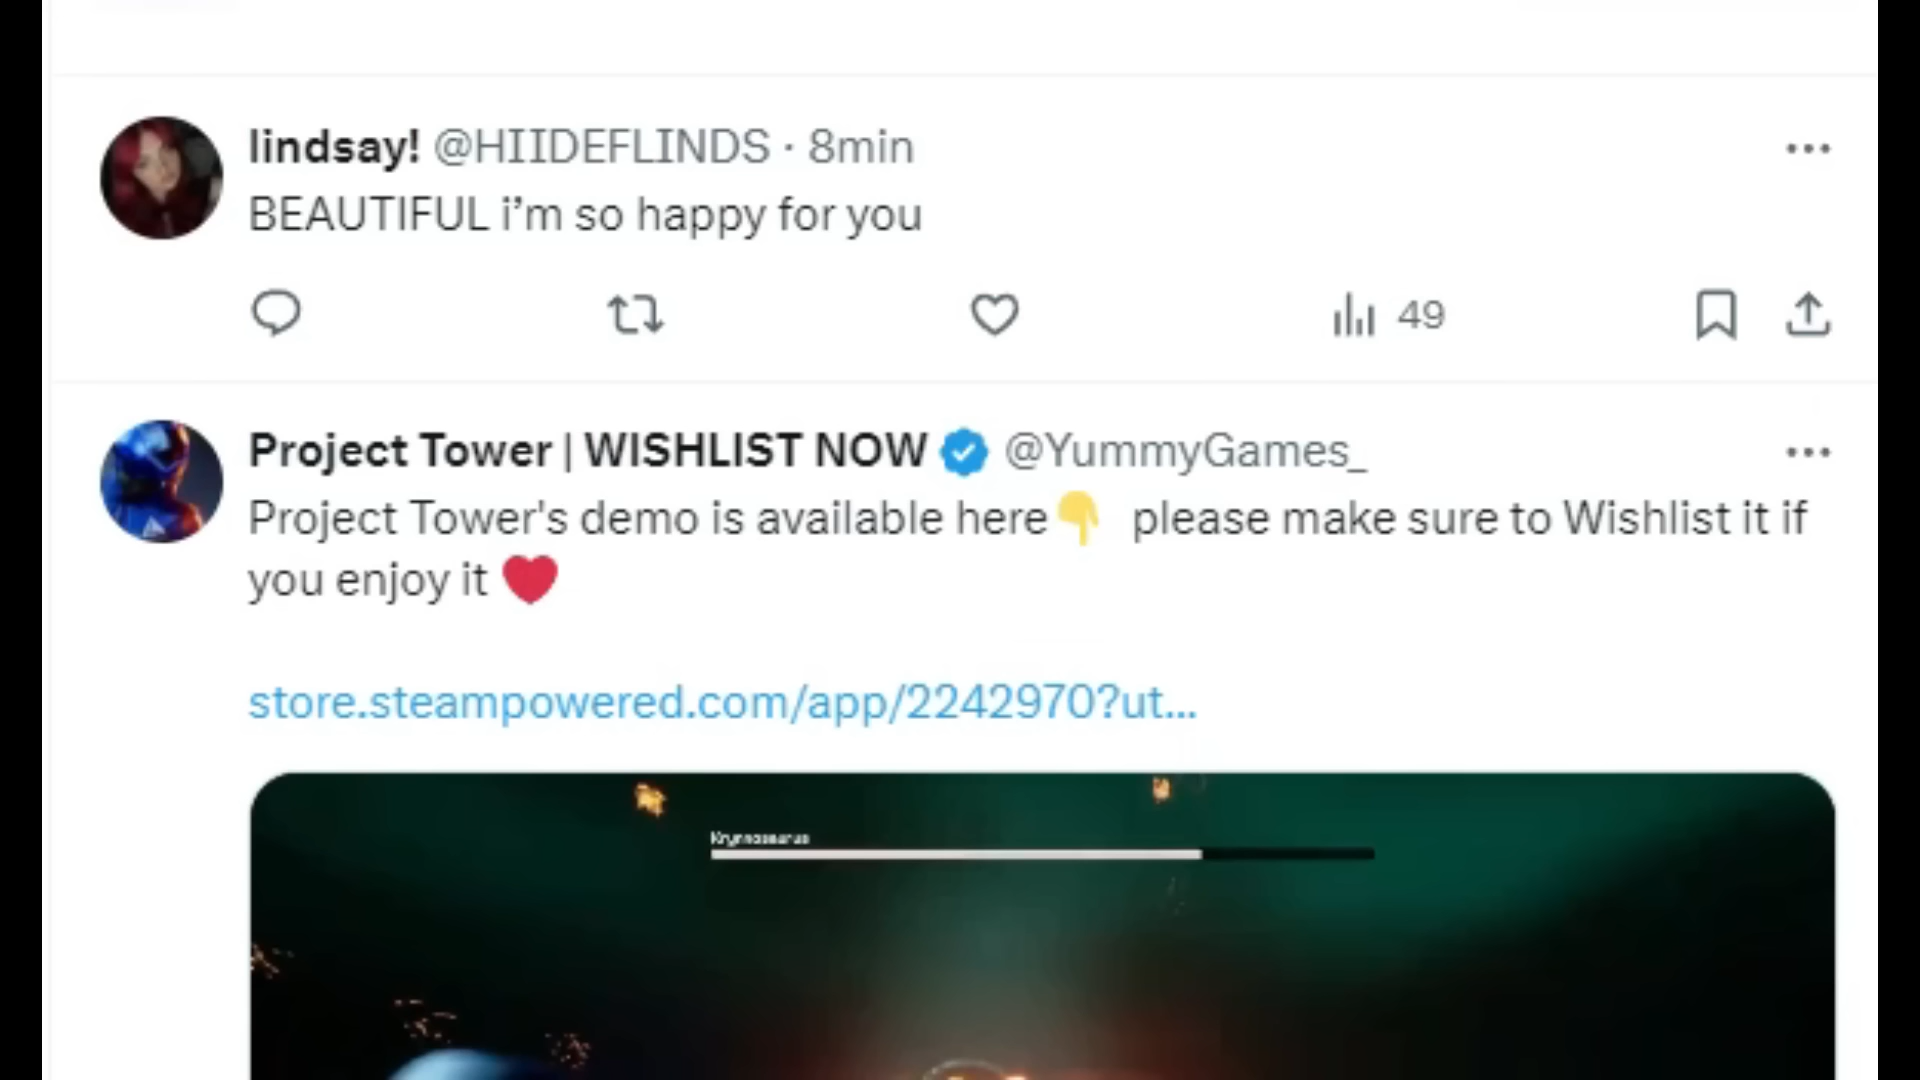 lindsay! @HIIDEFLINDS · 8min
BEAUTIFUL i’m so happy for you
49
Project Tower | WISHLIST NOW @YummyGames_
Project Tower's demo is available here👇 please make sure to Wishlist it if
you enjoy it ❤️
store.steampowered.com/app/2242970?ut...